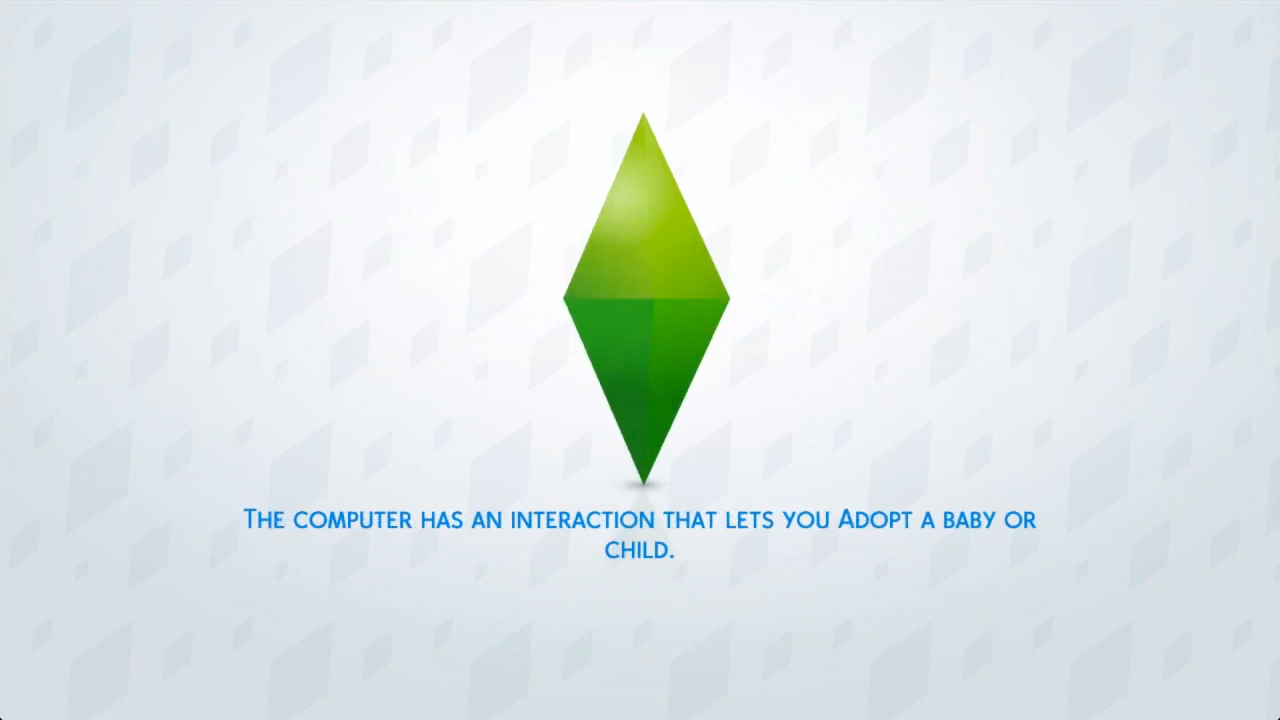 The computer has an interaction that lets you Adopt a baby or
child.